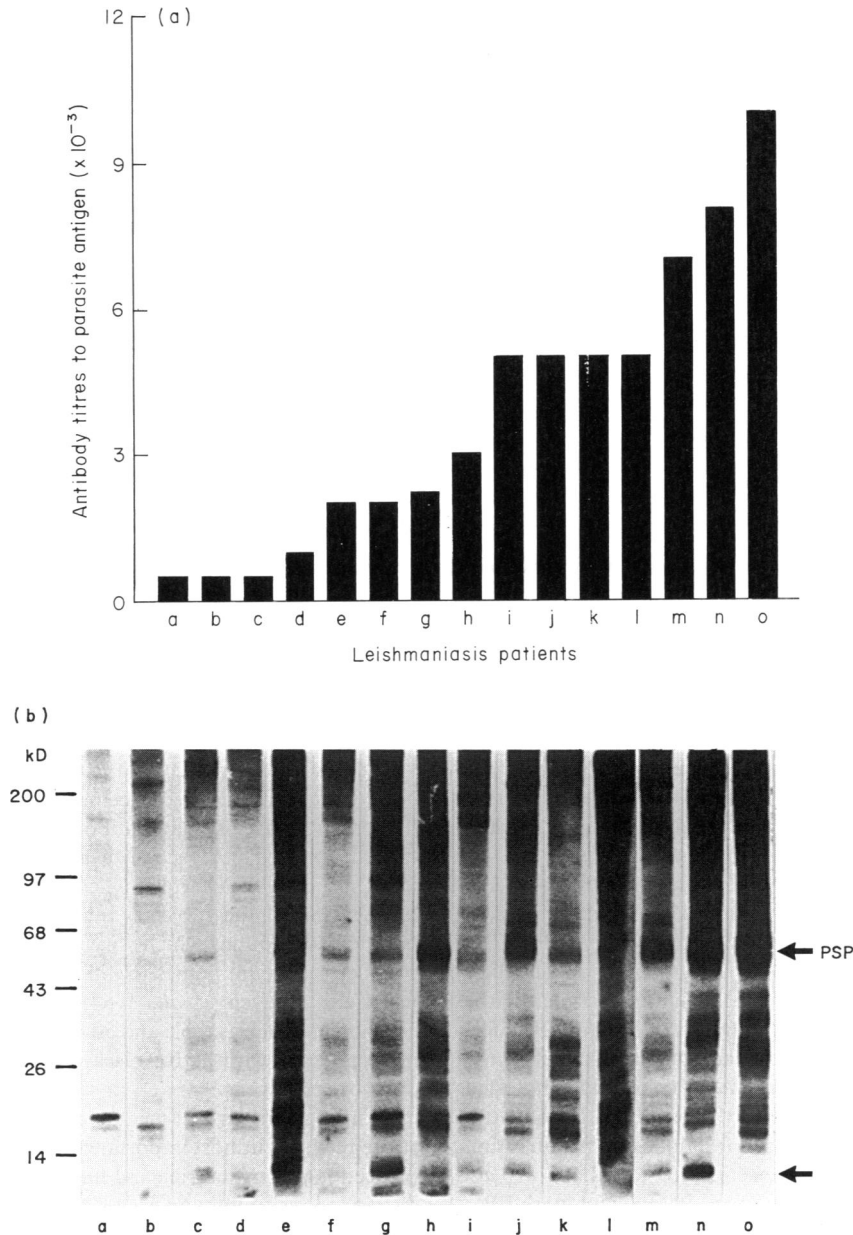 (a)
12
9
6
3
0
Antibody titres to parasite antigen (x 10⁻³)
a b c d e f g h i j k l m n o
Leishmaniasis patients
(b)
kD
200
97
68
43
26
14
PSP
a b c d e f g h i j k l m n o